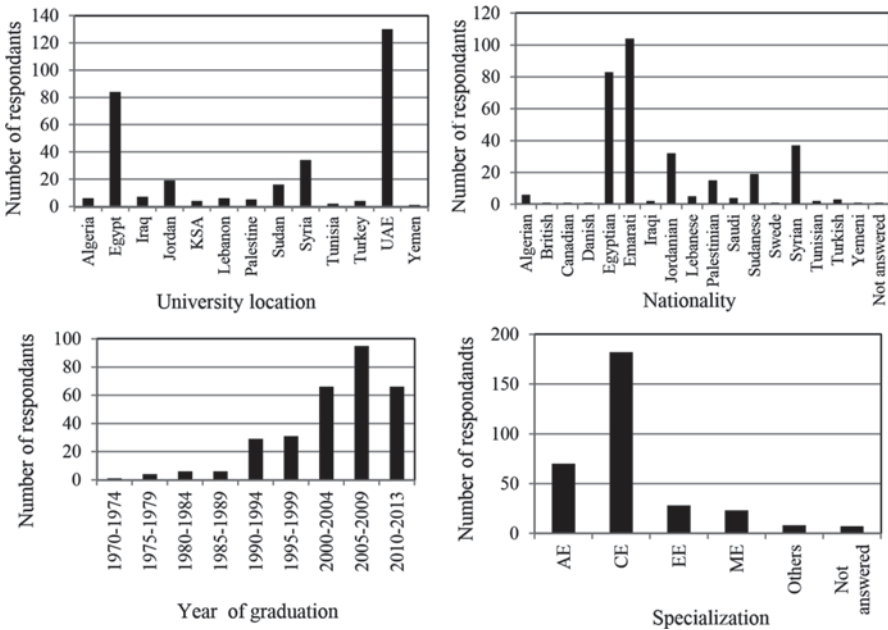 Number of respondants
140
120
100
80
60
40
20
0
Algeria
Egypt
Iraq
Jordan
KSA
Lebanon
Palestine
Sudan
Syria
Tunisia
Turkey
UAE
Yemen
University location
Number of respondants
120
100
80
60
40
20
0
Algerian
British
Canadian
Danish
Egyptian
Emarati
Iraqi
Jordanian
Lebanese
Palestinian
Saudi
Sudanese
Swede
Syrian
Tunisian
Turkish
Yemeni
Not answered
Nationality
Number of respondants
100
80
60
40
20
0
1970-1974
1975-1979
1980-1984
1985-1989
1990-1994
1995-1999
2000-2004
2005-2009
2010-2013
Year of graduation
Number of respondandts
200
150
100
50
0
AE
CE
EE
ME
Others
Not
answered
Specialization